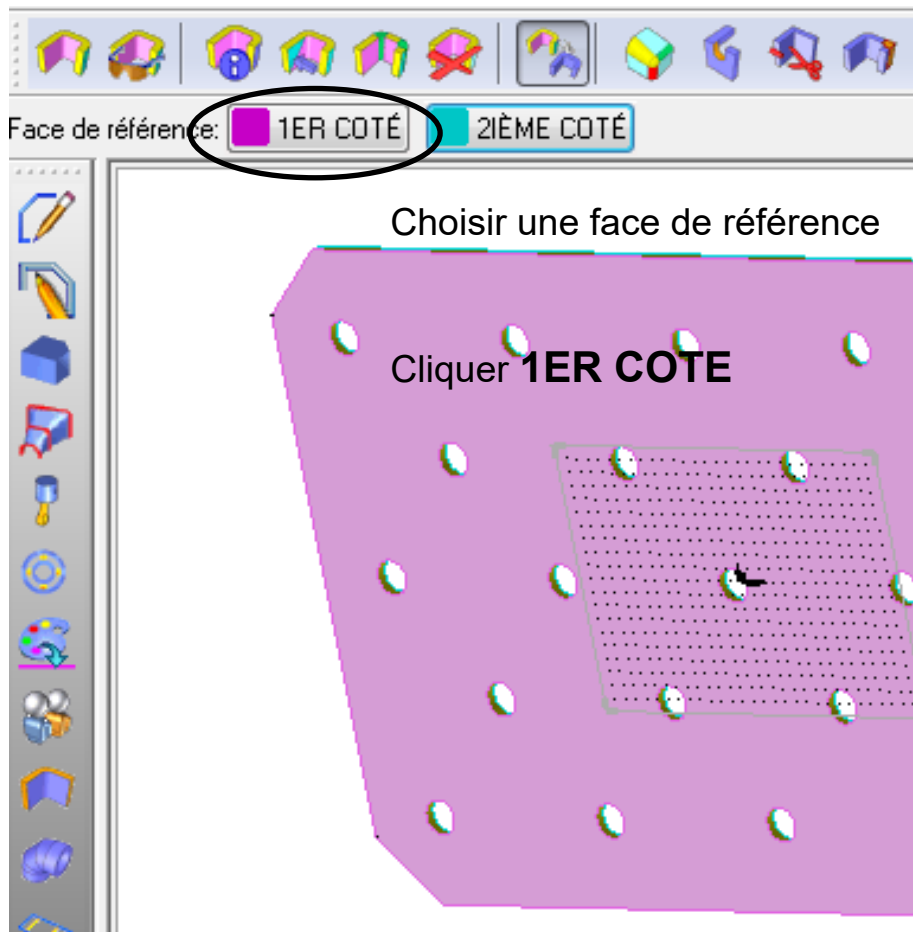 Face de référence: 1ER COTÉ 2IÈME COTÉ
Choisir une face de référence
Cliquer 1ER COTE